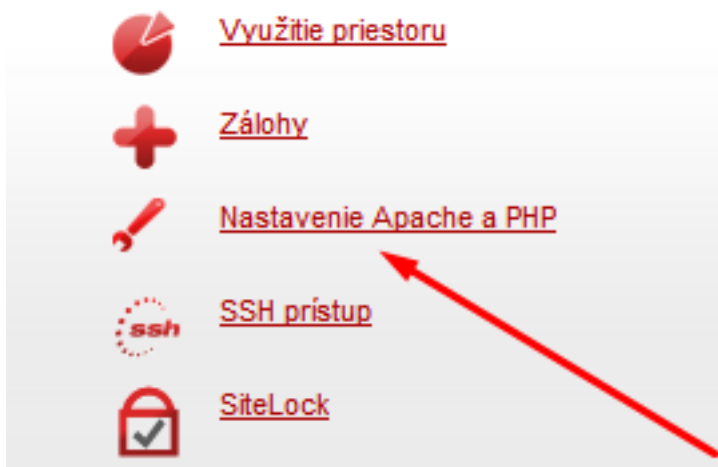 Využitie priestoru
Zálohy
Nastavenie Apache a PHP
SSH prístup
ssh
SiteLock